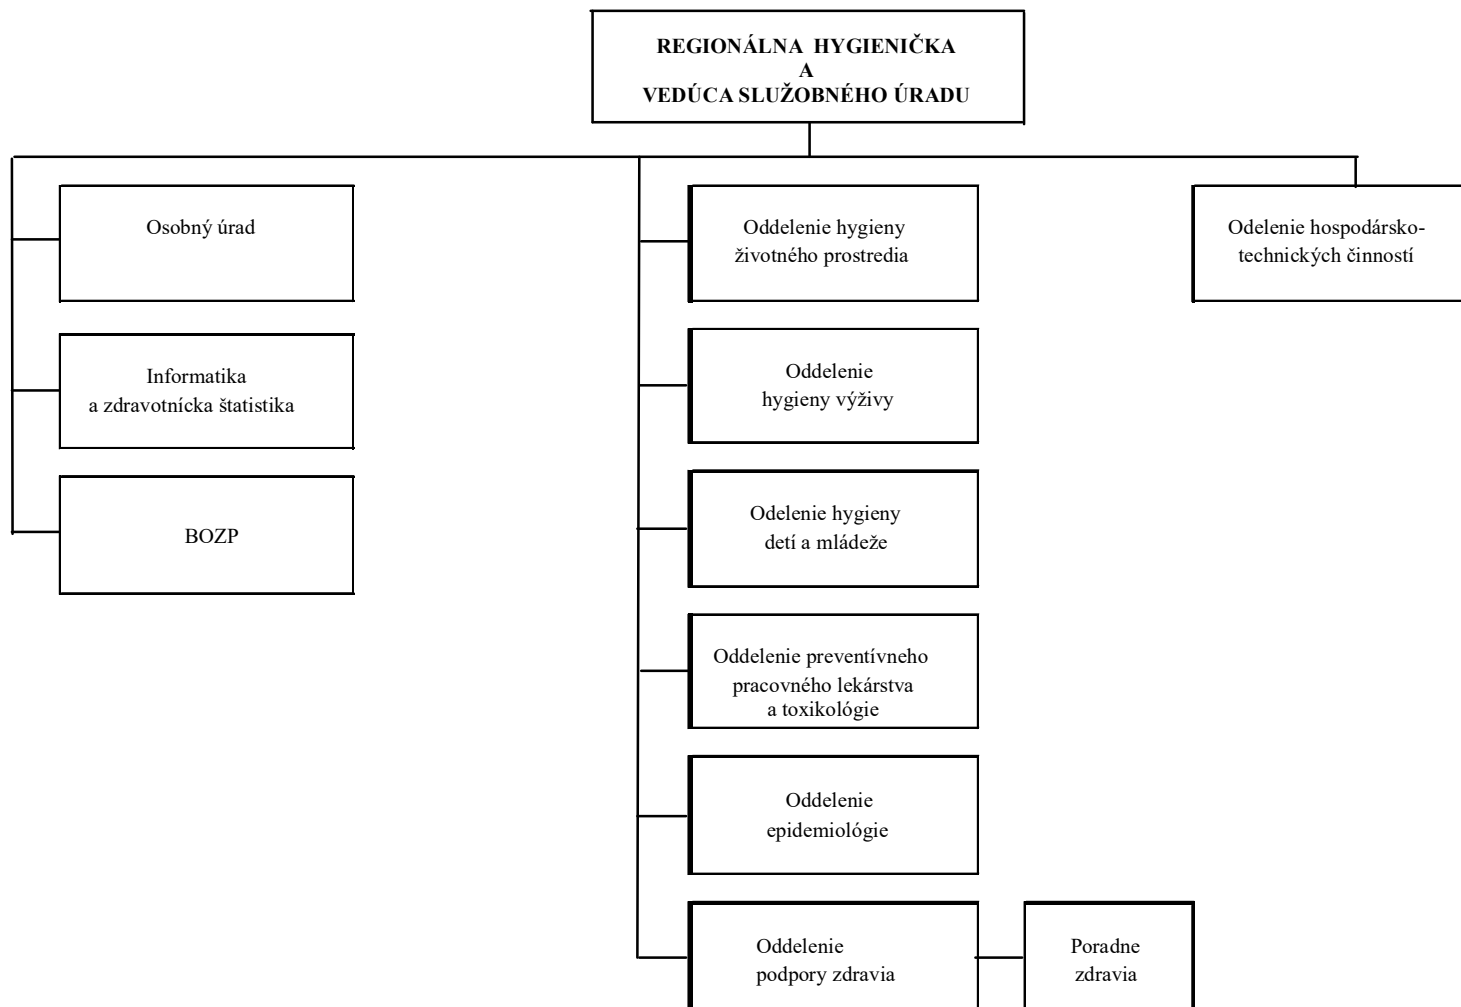 REGIONÁLNA HYGIENIČKA
A
VEDÚCA SLUŽOBNÉHO ÚRADU
Osobný úrad
Informatika
a zdravotnícka štatistika
BOZP
Oddelenie hygieny
životného prostredia
Oddelenie
hygieny výživy
Odelenie hygieny
detí a mládeže
Oddelenie preventívneho
pracovného lekárstva
a toxikológie
Oddelenie
epidemiológie
Oddelenie
podpory zdravia
Poradne
zdravia
Odelenie hospodársko-
technických činností